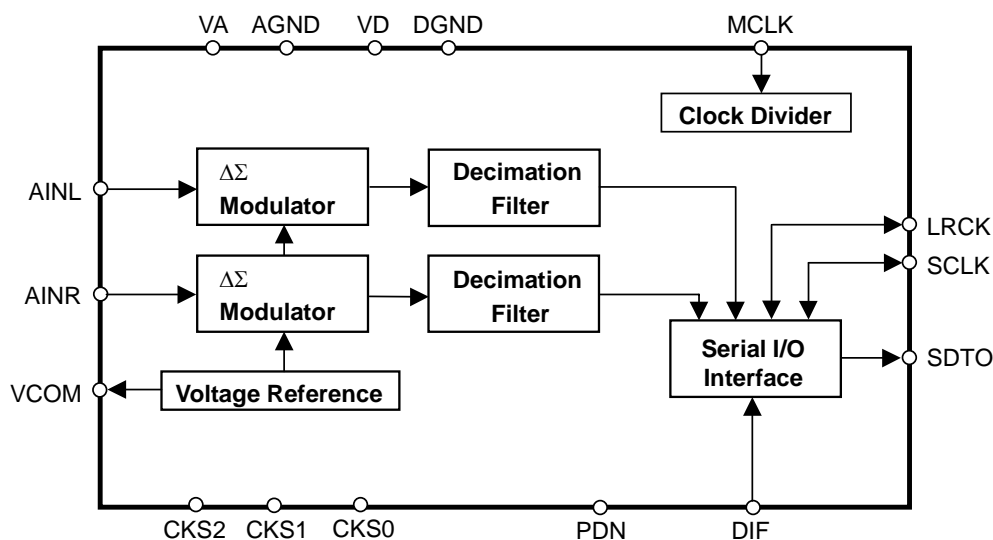 VA AGND VD DGND MCLK
Clock Divider
AINL
ΔΣ
Modulator
Decimation
Filter
LRCK
SCLK
AINR
ΔΣ
Modulator
Decimation
Filter
Serial I/O
Interface
SDTO
VCOM
Voltage Reference
CKS2 CKS1 CKS0 PDN DIF